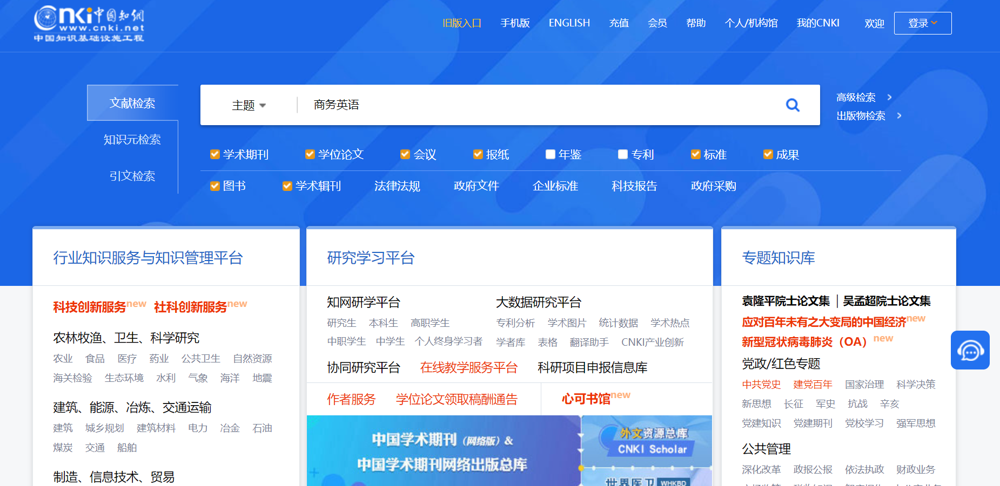 cnki 中国知網
www.cnki.net
中国知识基础设施工程
旧版入口 手机版 ENGLISH 充值 会员 帮助 个人/机构馆 我的CNKI 欢迎 登录
文献检索
知识元检索
引文检索
主题 商务英语
高级检索 >
出版物检索 >
学术期刊 学位论文 会议 报纸 年鉴 专利 标准 成果
图书 学术辑刊 法律法规 政府文件 企业标准 科技报告 政府采购
行业知识服务与知识管理平台
科技创新服务new 社科创新服务new
农林牧渔、卫生、科学研究
农业 食品 医疗 药业 公共卫生 自然资源
海关检验 生态环境 水利 气象 海洋 地震
建筑、能源、冶炼、交通运输
建筑 城乡规划 建筑材料 电力 冶金 石油
煤炭 交通 船舶
制造、信息技术、贸易
研究学习平台
知网研学平台
研究生 本科生 高职学生
中职学生 中学生 个人终身学习者
大数据研究平台
专利分析 学术图片 统计数据 学术热点
学者库 表格 翻译助手 CNKI产业创新
协同研究平台 在线教学服务平台 科研项目申报信息库
作者服务 学位论文领取稿酬通告 心可书馆new
中国学术期刊（网络版）&
中国学术期刊网络出版总库
外文资源总库
CNKI Scholar
世界医卫 WHKBD
专题知识库
袁隆平院士论文集 | 吴孟超院士论文集
应对百年未有之大变局的中国经济new
新型冠状病毒肺炎（OA）new
党政/红色专题
中共党史 建党百年 国家治理 科学决策
新思想 长征 军史 抗战 辛亥
党建知识 党建期刊 党校学习 强军思想
公共管理
深化改革 政报公报 依法执政 财政业务